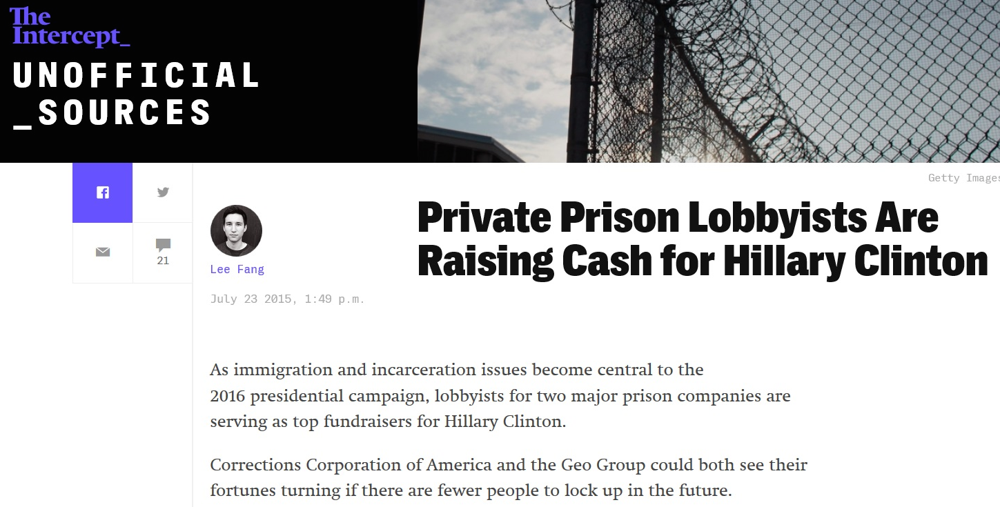 The
Intercept_
UNOFFICIAL
_SOURCES
Getty Images
21
Lee Fang
July 23 2015, 1:49 p.m.
Private Prison Lobbyists Are
Raising Cash for Hillary Clinton
As immigration and incarceration issues become central to the
2016 presidential campaign, lobbyists for two major prison companies are
serving as top fundraisers for Hillary Clinton.
Corrections Corporation of America and the Geo Group could both see their
fortunes turning if there are fewer people to lock up in the future.